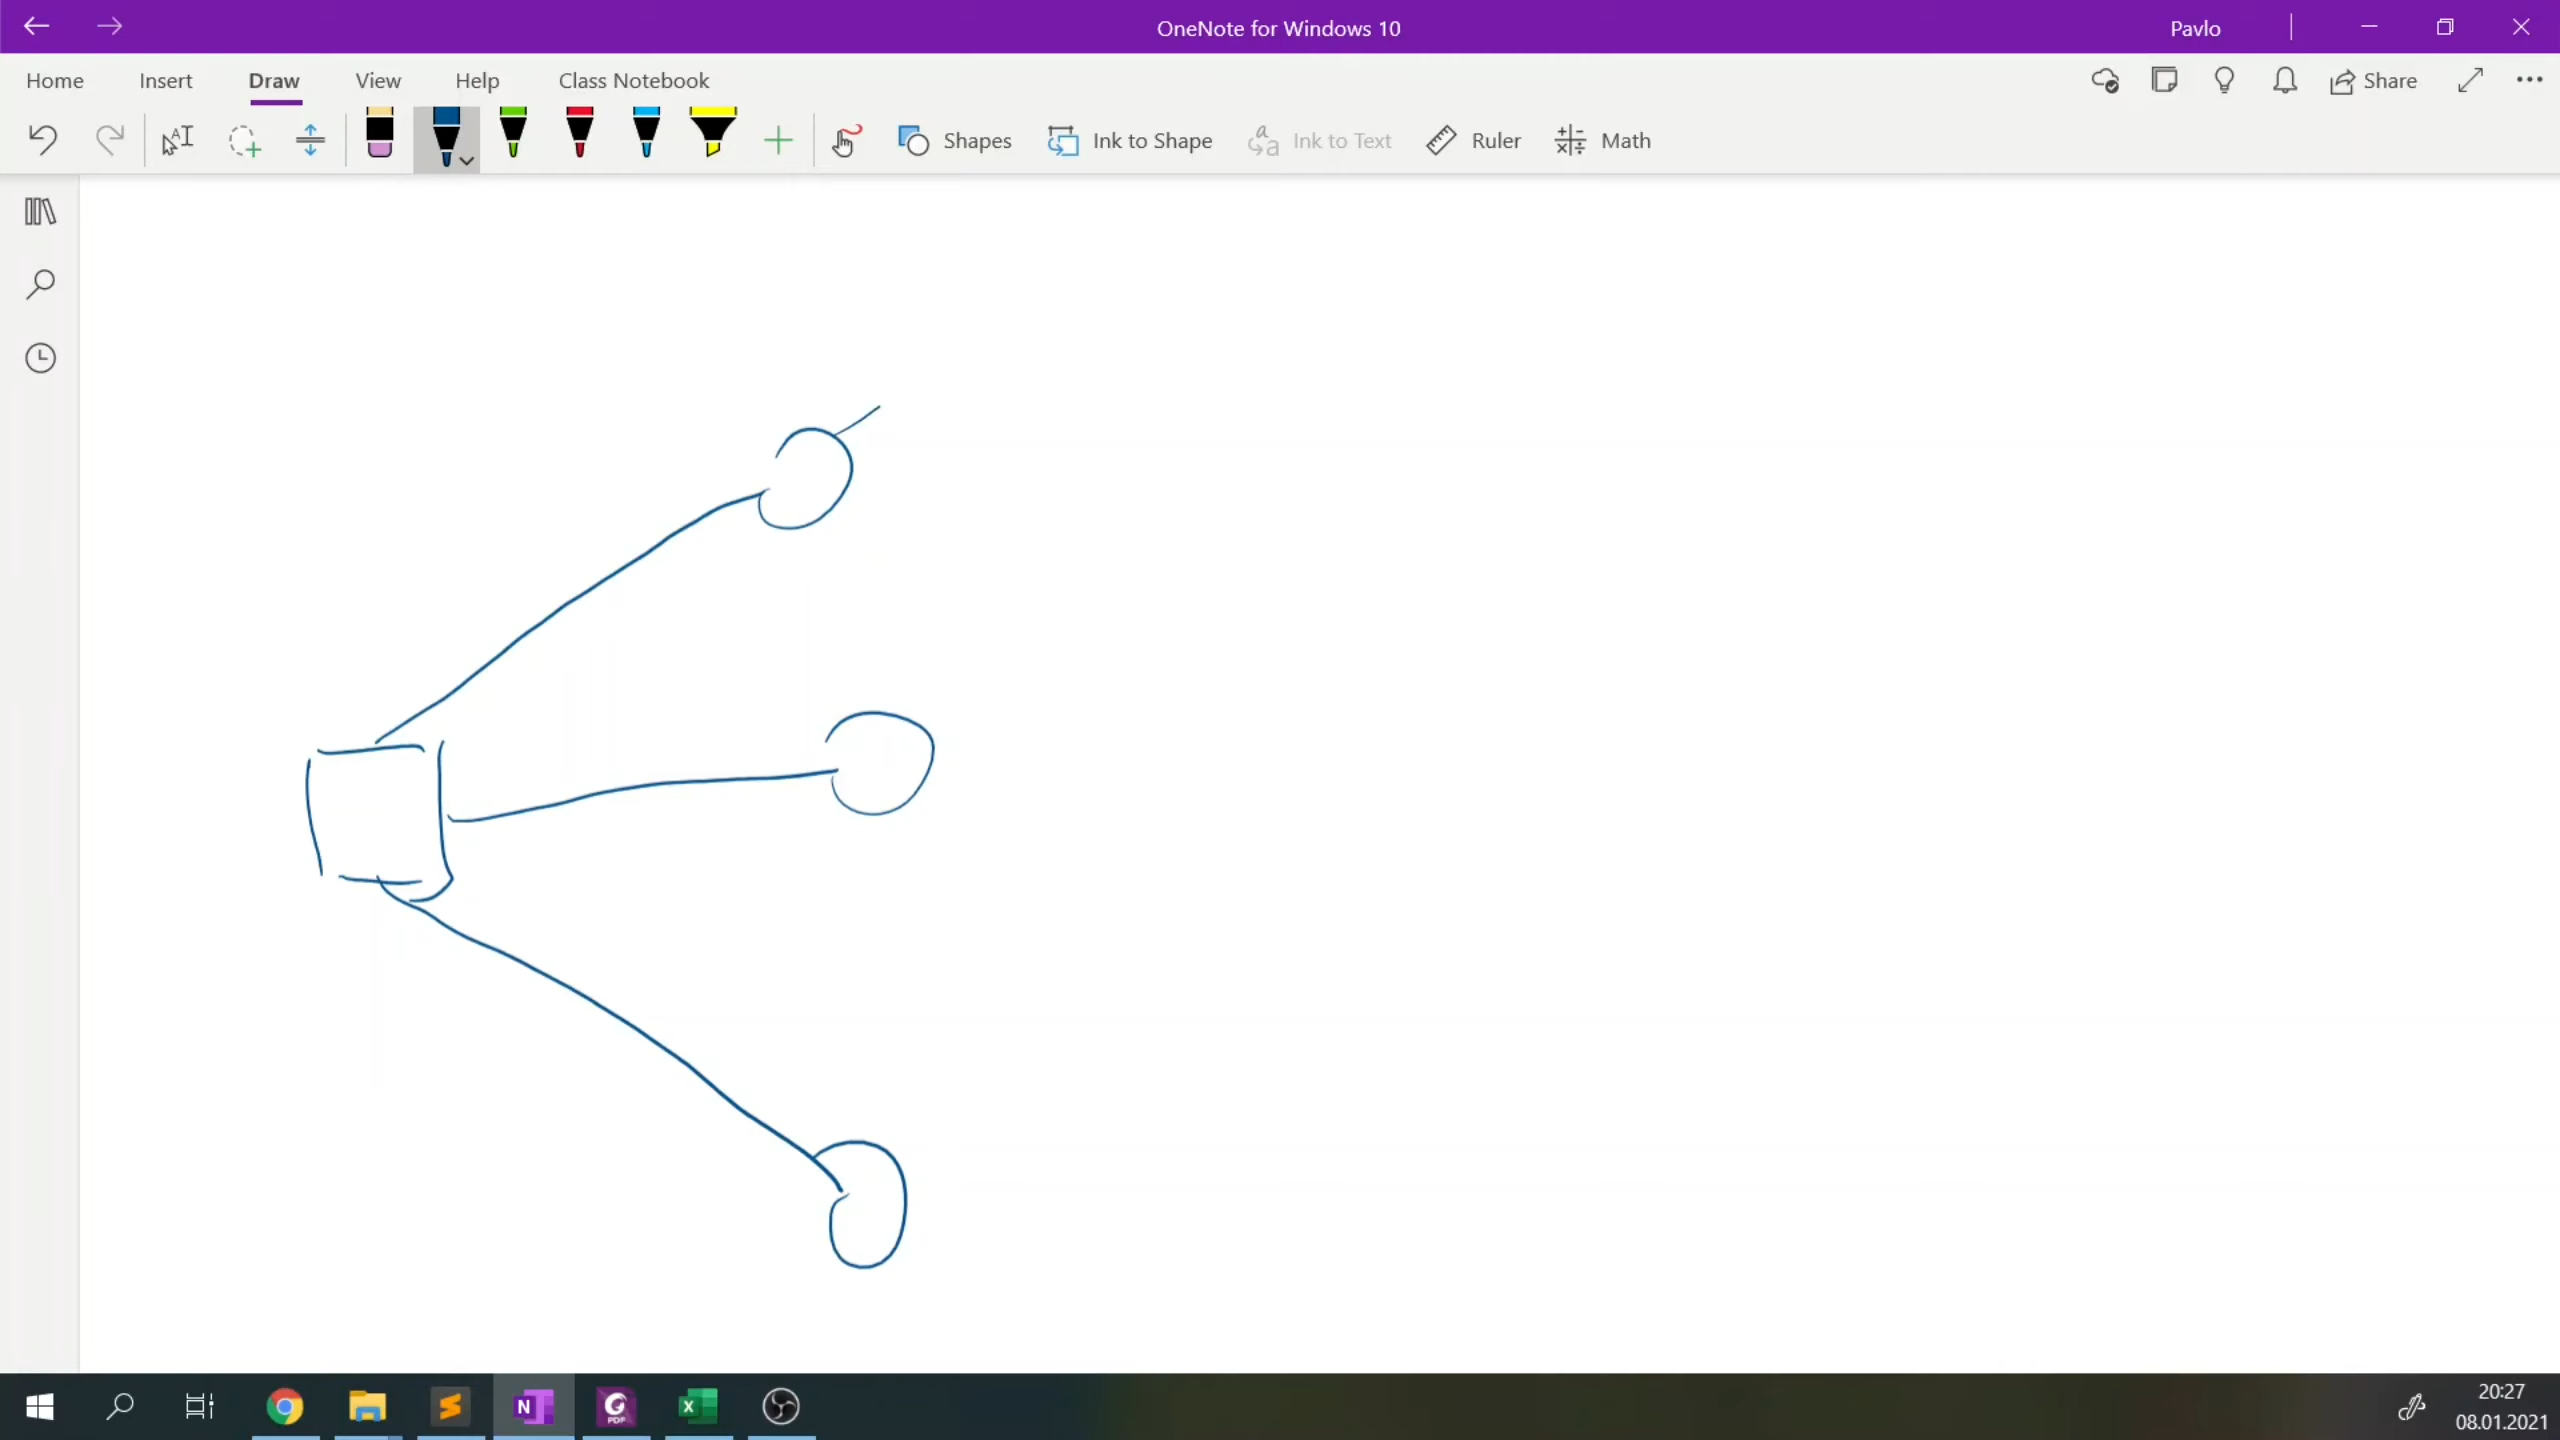 OneNote for Windows 10
Pavlo
Home Insert Draw View Help Class Notebook
Share
Shapes Ink to Shape Ink to Text Ruler Math
20:27
08.01.2021